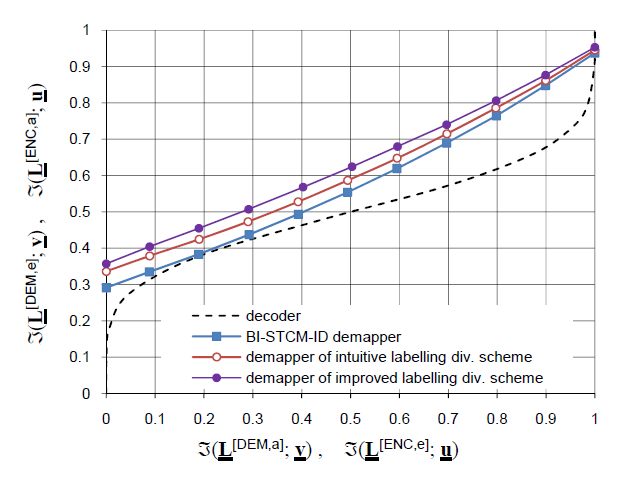 1
0.9
0.8
0.7
0.6
0.5
0.4
0.3
0.2
0.1
0
ℑ(L[DEM,e]; v) , ℑ(L[ENC,a]; u)
decoder
BI-STCM-ID demapper
demapper of intuitive labelling div. scheme
demapper of improved labelling div. scheme
0 0.1 0.2 0.3 0.4 0.5 0.6 0.7 0.8 0.9 1
ℑ(L[DEM,a]; v) , ℑ(L[ENC,e]; u)